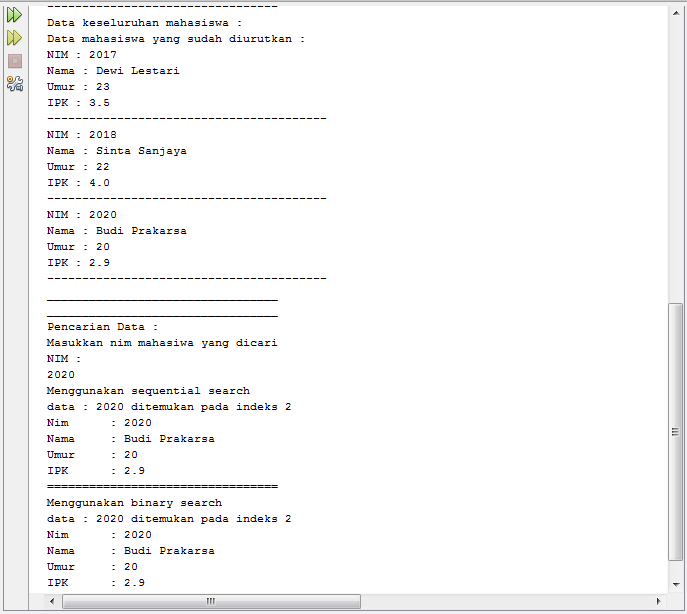 ---------------------------------
Data keseluruhan mahasiswa :
Data mahasiswa yang sudah diurutkan :
NIM : 2017
Nama : Dewi Lestari
Umur : 23
IPK : 3.5
----------------------------------------
NIM : 2018
Nama : Sinta Sanjaya
Umur : 22
IPK : 4.0
----------------------------------------
NIM : 2020
Nama : Budi Prakarsa
Umur : 20
IPK : 2.9
----------------------------------------
_________________________________
_________________________________
Pencarian Data :
Masukkan nim mahasiwa yang dicari
NIM :
2020
Menggunakan sequential search
data : 2020 ditemukan pada indeks 2
Nim      : 2020
Nama     : Budi Prakarsa
Umur     : 20
IPK      : 2.9
=================================
Menggunakan binary search
data : 2020 ditemukan pada indeks 2
Nim      : 2020
Nama     : Budi Prakarsa
Umur     : 20
IPK      : 2.9